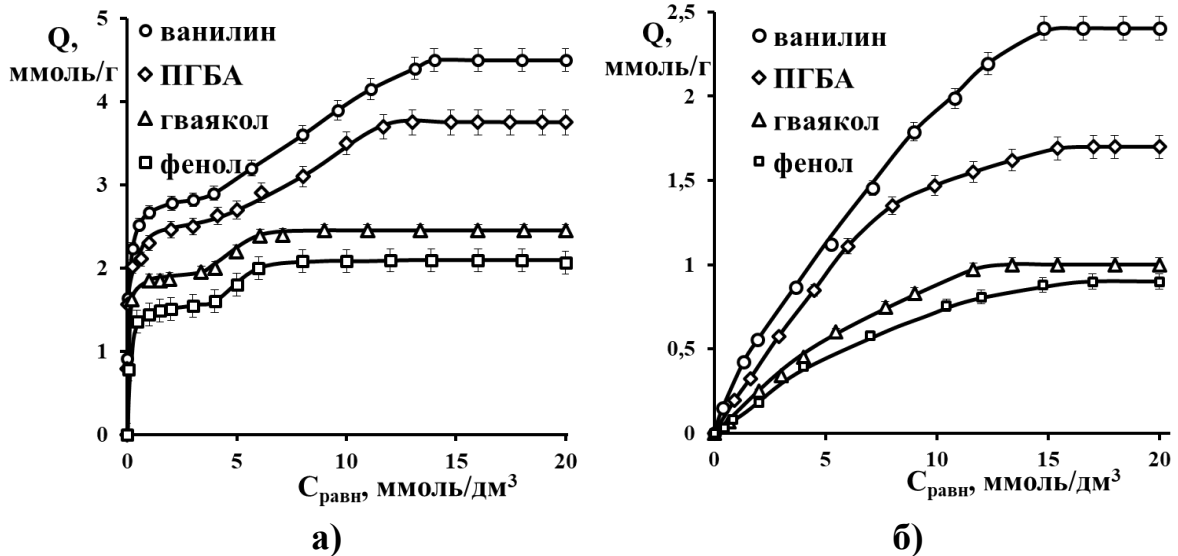 5
Q,
ммоль/г
ванилин
ПГБА
гваякол
фенол
4
3
2
1
0
0 5 10 15 20
Cравн, ммоль/дм³
а)
2,5
Q,
ммоль/г
ванилин
ПГБА
гваякол
фенол
2
1,5
1
0,5
0
0 5 10 15 20
Cравн, ммоль/дм³
б)